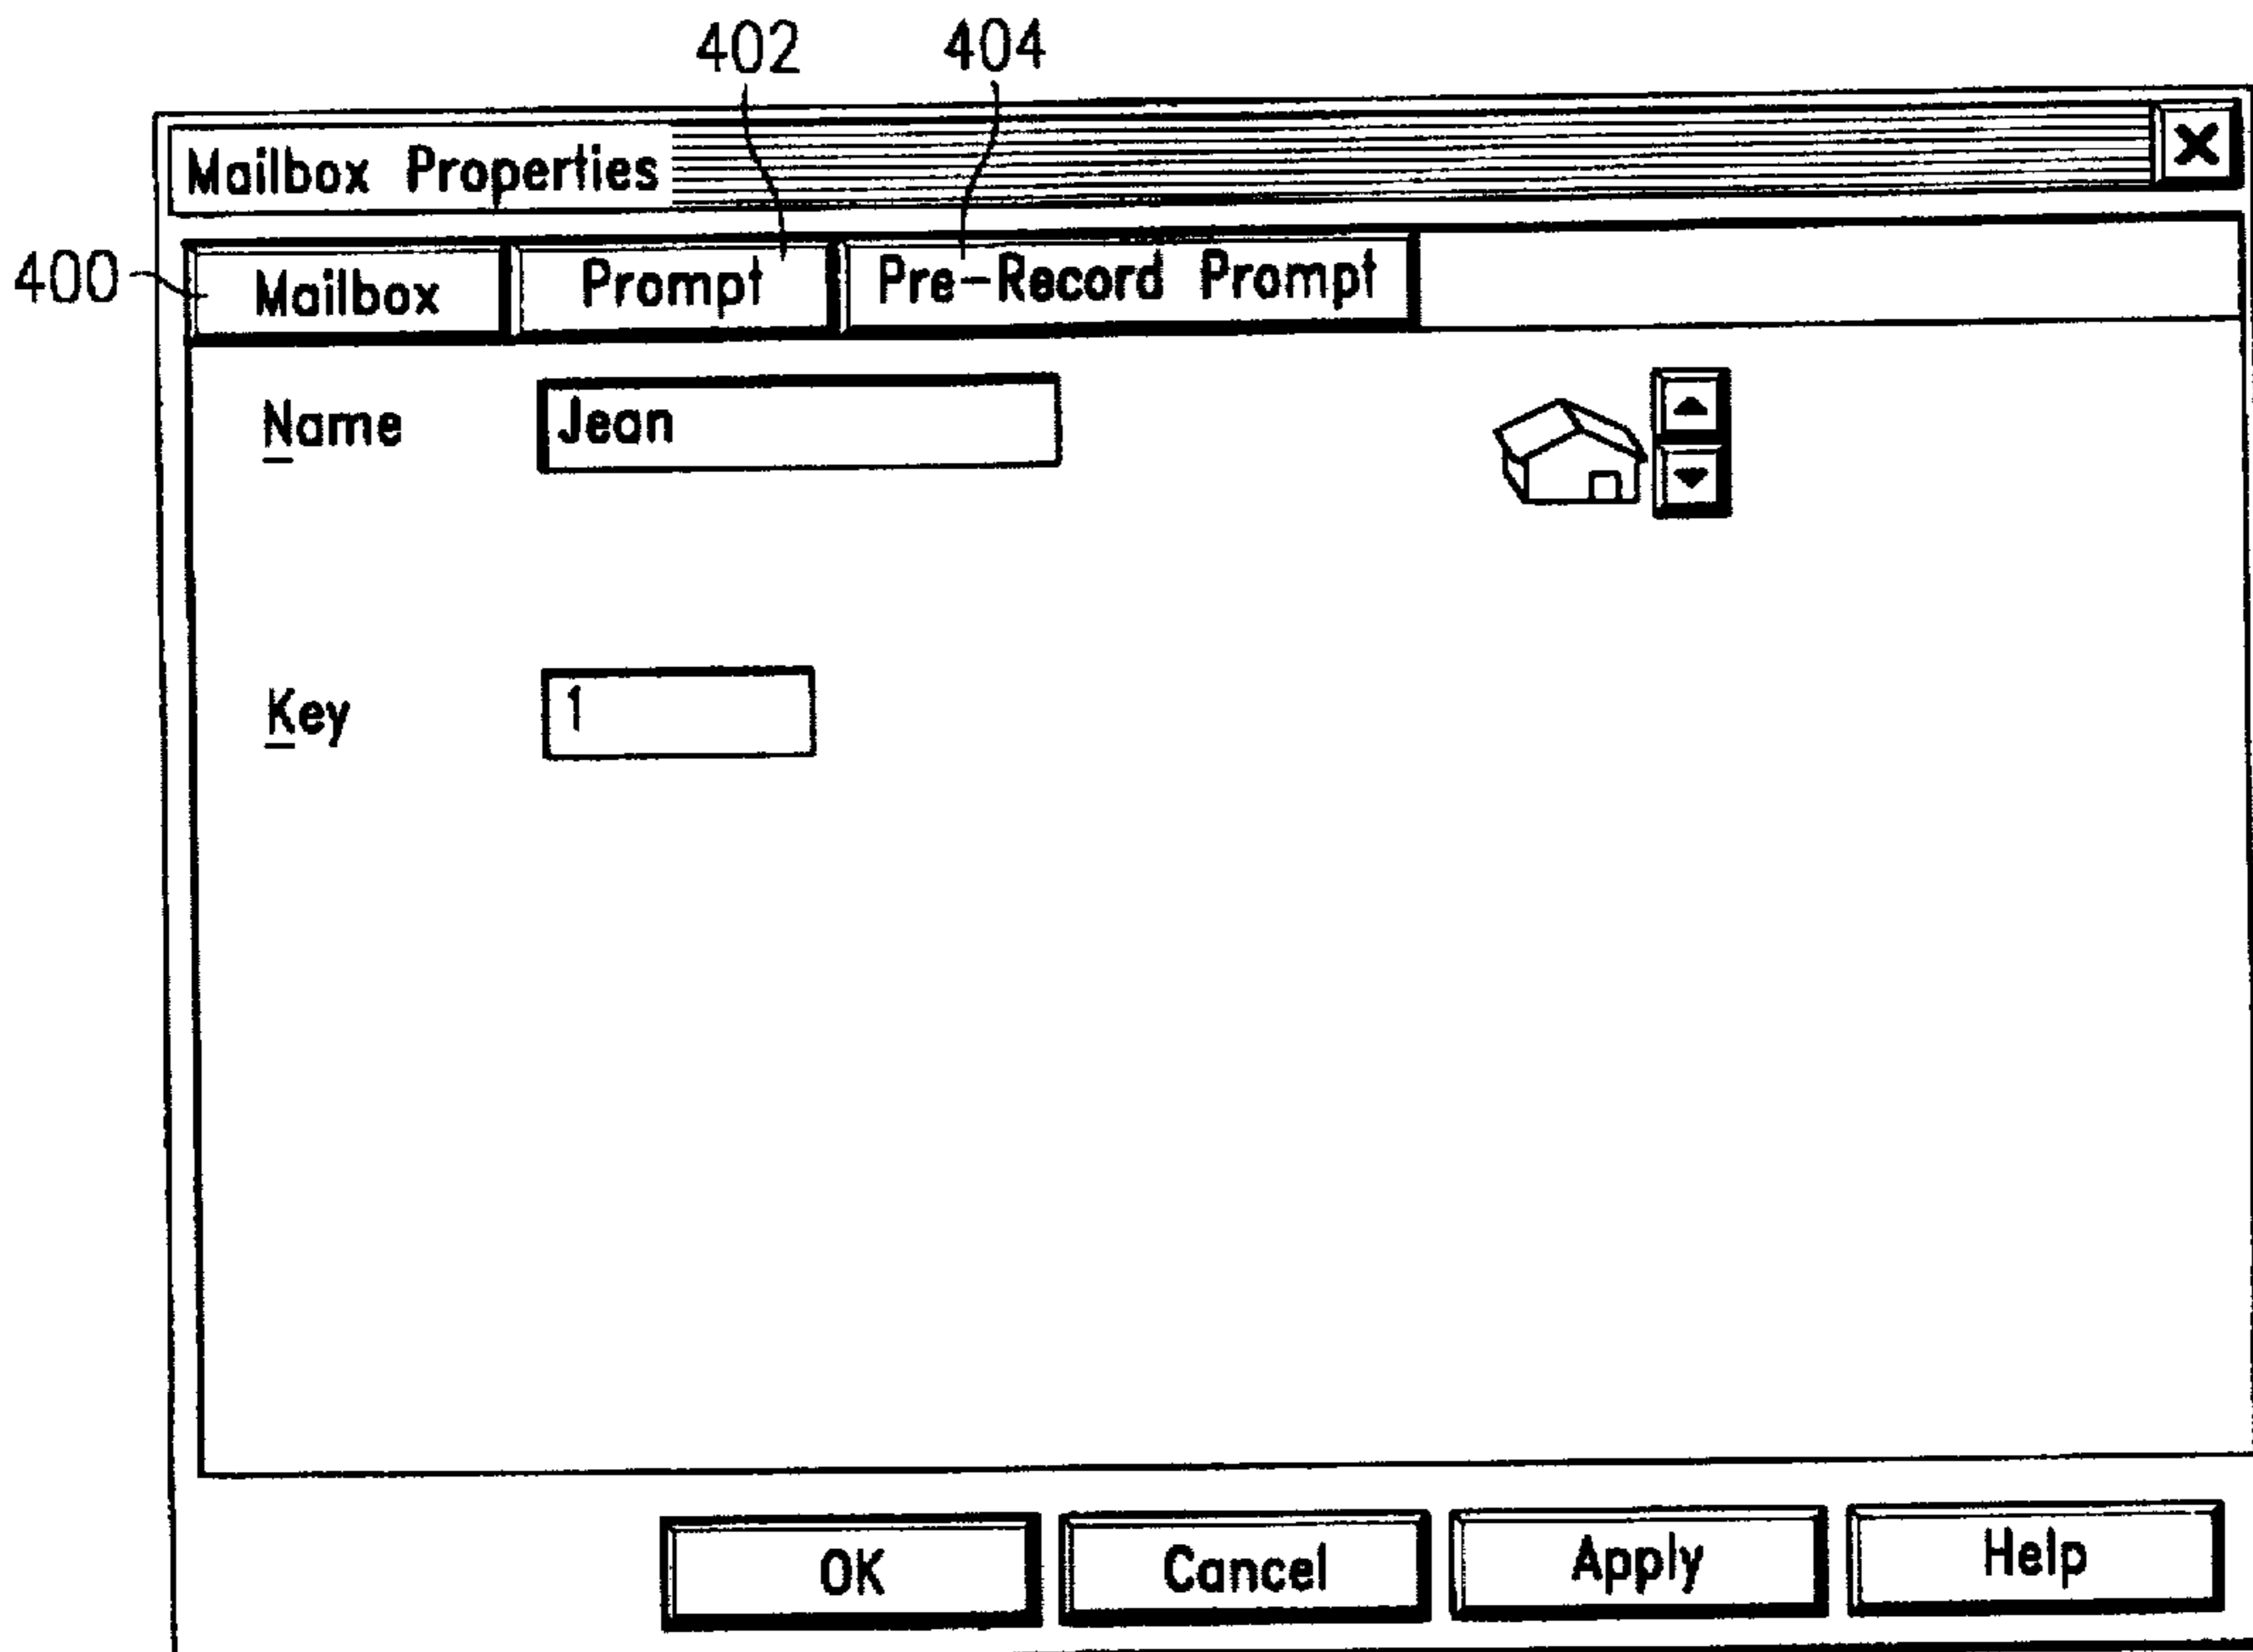 402 404
Mailbox Properties X
400 Mailbox Prompt Pre-Record Prompt
Name Jean
Key 1
OK Cancel Apply Help